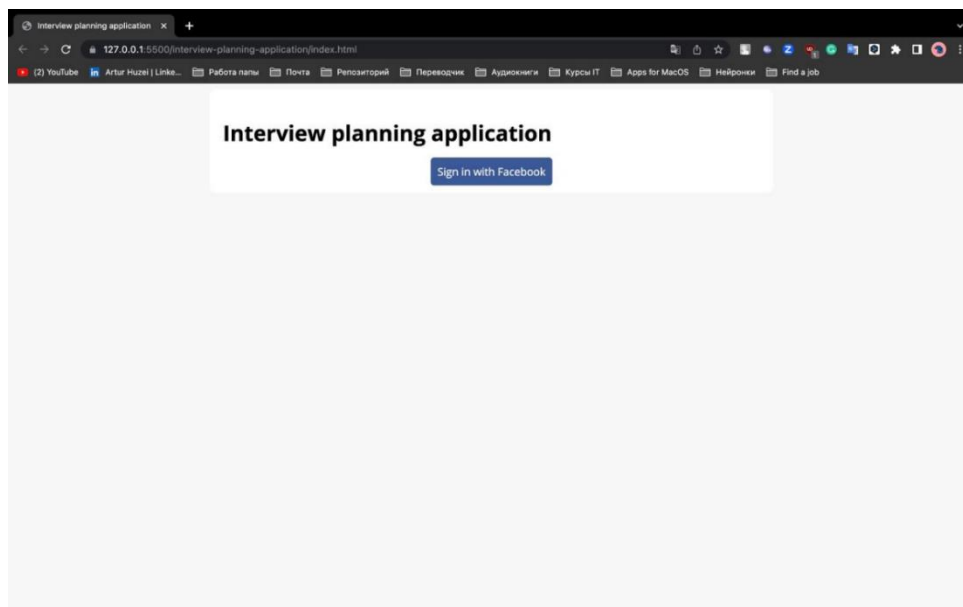 Interview planning application
127.0.0.1:5500/interview-planning-application/index.html
(2) YouTube Artur Huzei | Linke... Работа папы Почта Репозиторий Переводчик Аудиокниги Курсы IT Apps for MacOS Нейронки Find a job
Interview planning application
Sign in with Facebook